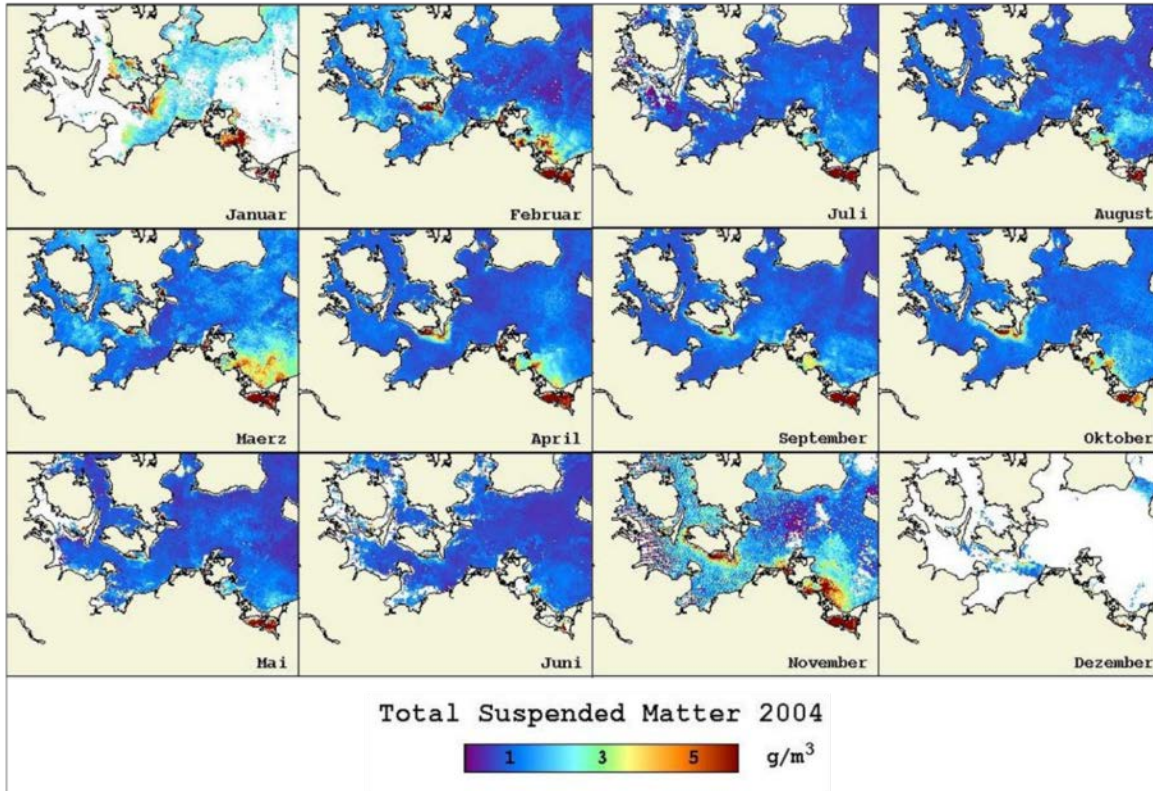 Januar
Februar
Juli
August
Maerz
April
September
Oktober
Mai
Juni
November
Dezember
Total Suspended Matter 2004
1 3 5 g/m³